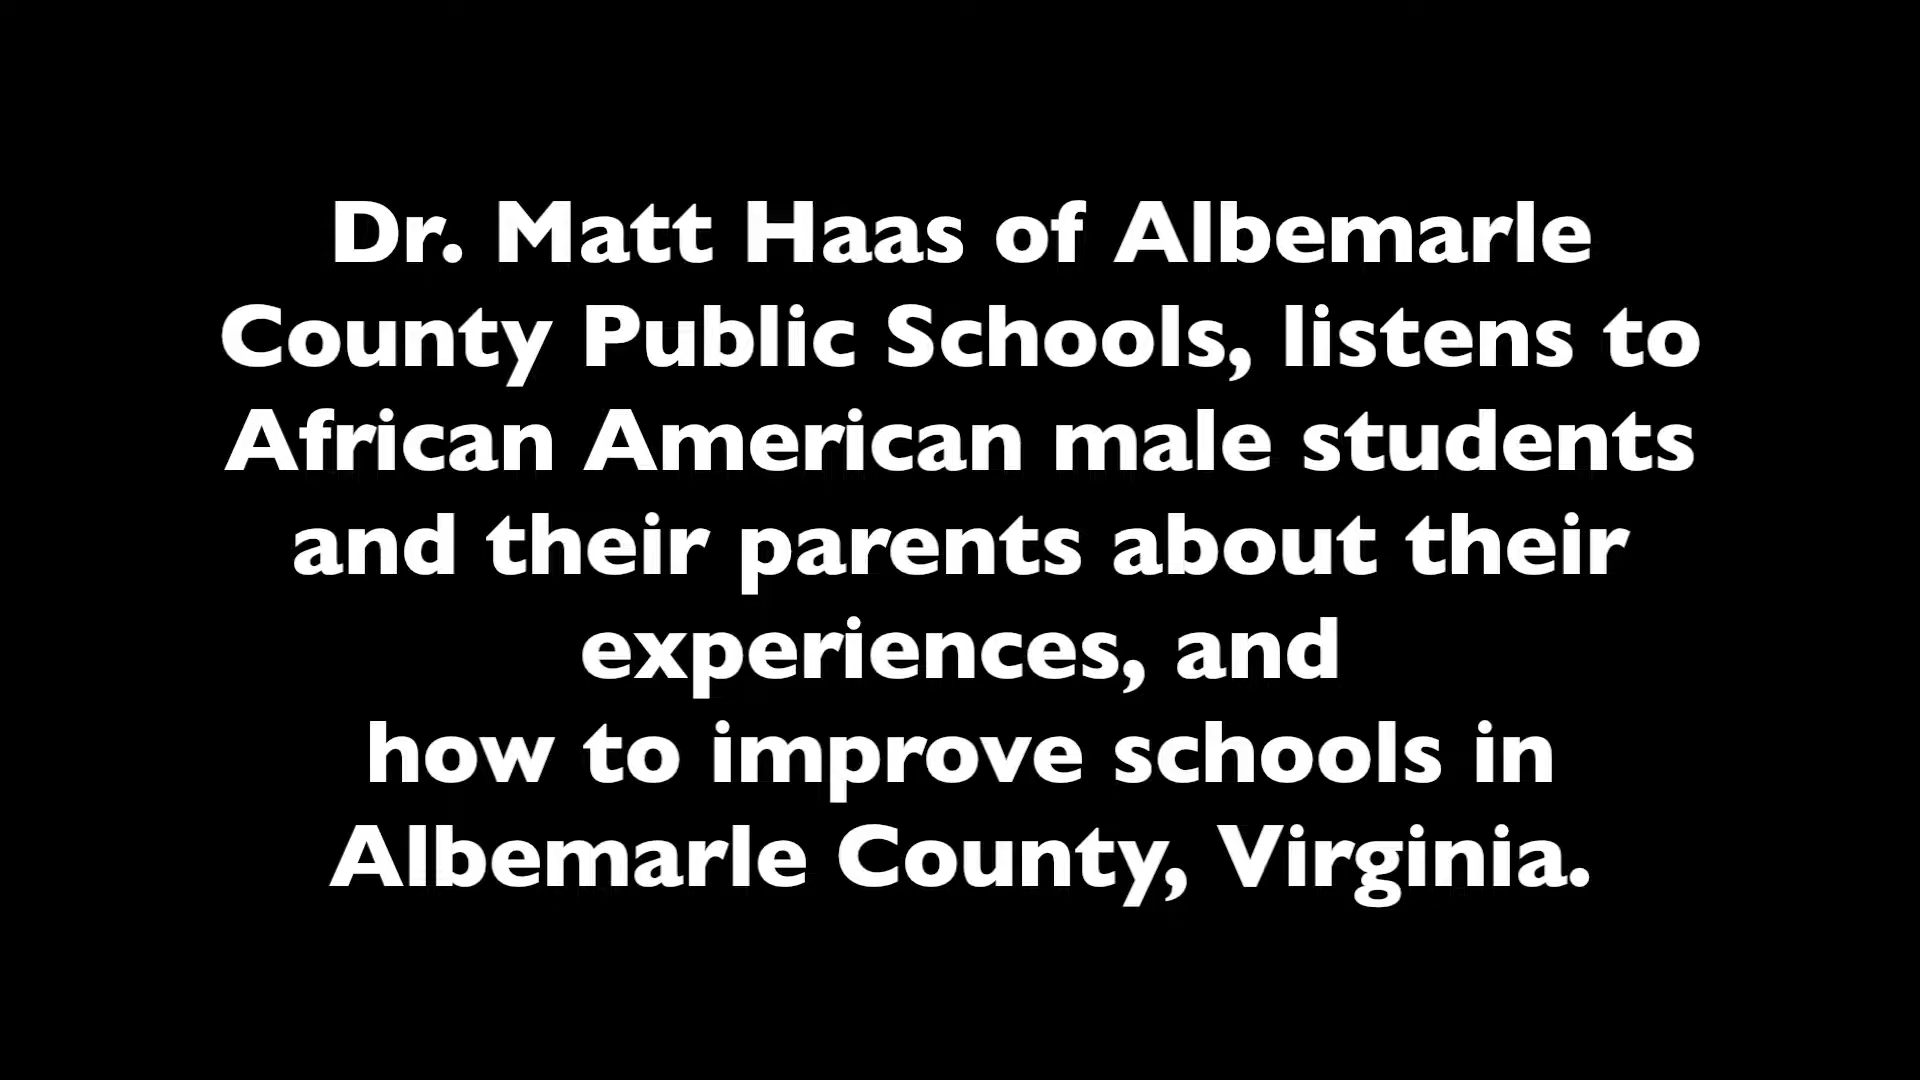 Dr. Matt Haas of Albemarle
County Public Schools, listens to
African American male students
and their parents about their
experiences, and
how to improve schools in
Albemarle County, Virginia.